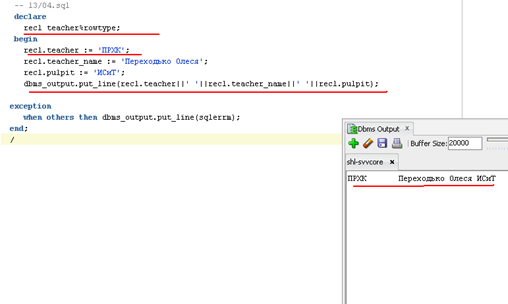 -- 13/04.sql
declare
rec1 teacher%rowtype;
begin
rec1.teacher := 'ПРХК';
rec1.teacher_name := 'Переходько Олеся';
rec1.pulpit := 'ИСиТ';
dbms_output.put_line(rec1.teacher||' '||rec1.teacher_name||' '||rec1.pulpit);
exception
when others then dbms_output.put_line(sqlerrm);
end;
/
Dbms Output x
Buffer Size: 20000
shl-svvcore x
ПРХК Переходько Олеся ИСиТ